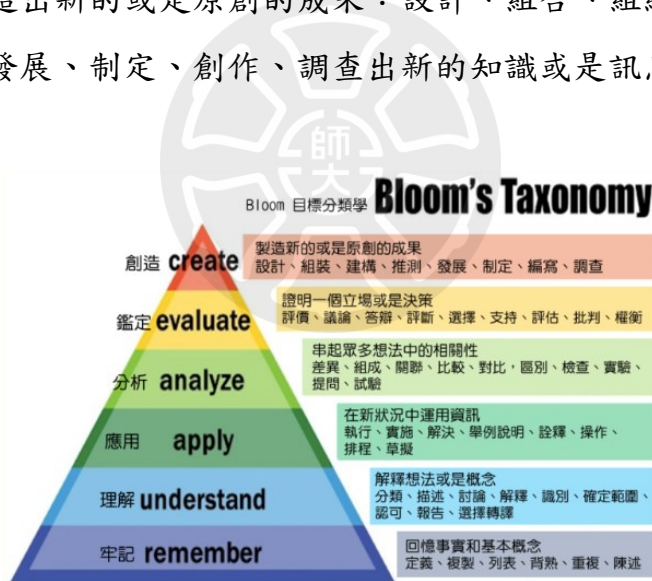 造出新的或是原創的成果：設計、組合、組
發展、制定、創作、調查出新的知識或是訊
師大
Bloom 目標分類學 Bloom's Taxonomy
創造 create
製造新的或是原創的成果
設計、組裝、建構、推測、發展、制定、編寫、調查
鑑定 evaluate
證明一個立場或是決策
評價、議論、答辯、評斷、選擇、支持、評估、批判、權衡
分析 analyze
串起眾多想法中的相關性
差異、組成、關聯、比較、對比，區別、檢查、實驗、
提問、試驗
應用 apply
在新狀況中運用資訊
執行、實施、解決、舉例說明、詮釋、操作、
排程、草擬
理解 understand
解釋想法或是概念
分類、描述、討論、解釋、識別、確定範圍、
認可、報告、選擇轉譯
牢記 remember
回憶事實和基本概念
定義、複製、列表、背熟、重複、陳述